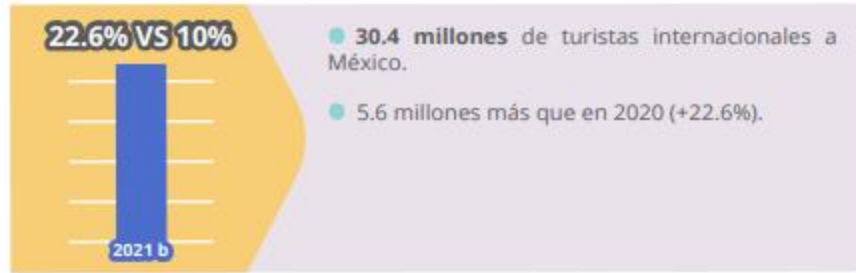 22.6% VS 10%
2021 b
30.4 millones de turistas internacionales a
México.
5.6 millones más que en 2020 (+22.6%).